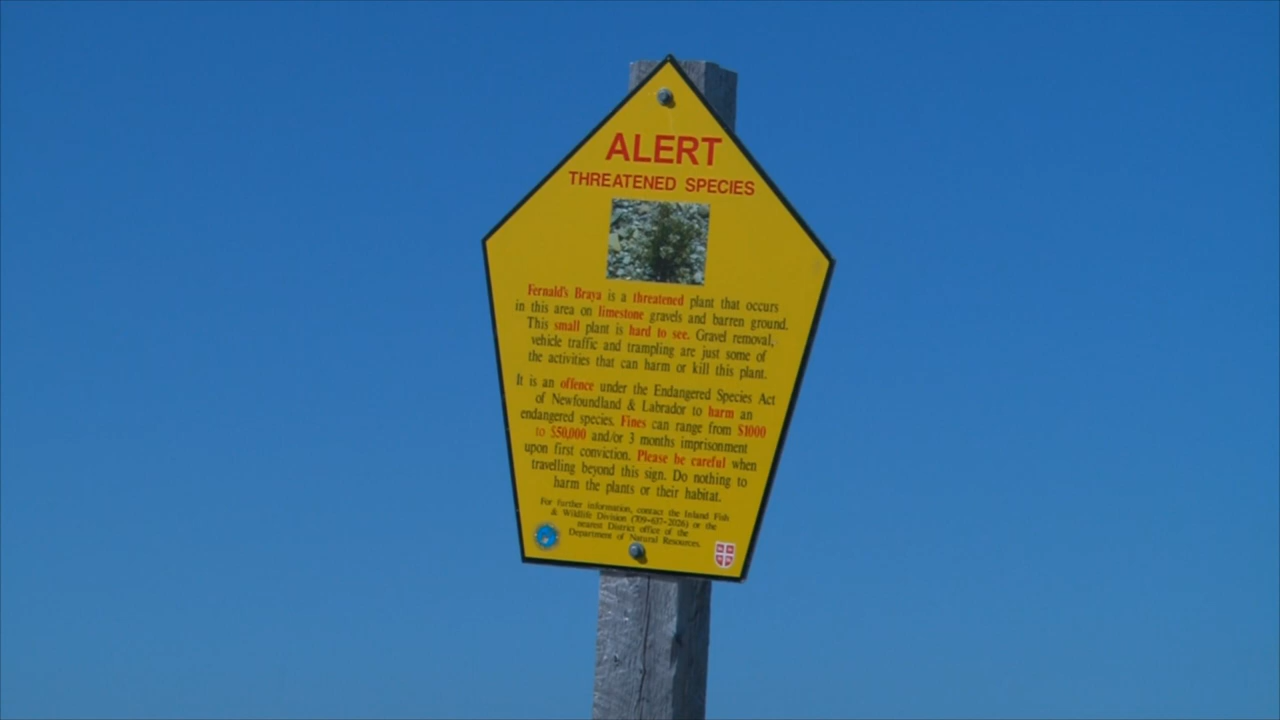 ALERT
THREATENED SPECIES
Fernald's Braya is a threatened plant that occurs
in this area on limestone gravels and barren ground.
This small plant is hard to see. Gravel removal,
vehicle traffic and trampling are just some of
the activities that can harm or kill this plant.
It is an offence under the Endangered Species Act
of Newfoundland & Labrador to harm an
endangered species. Fines can range from $1000
to $50,000 and/or 3 months imprisonment
upon first conviction. Please be careful when
travelling beyond this sign. Do nothing to
harm the plants or their habitat.
For further information, contact the Inland Fish
& Wildlife Division (709-637-2026) or the
nearest District office of the
Department of Natural Resources.